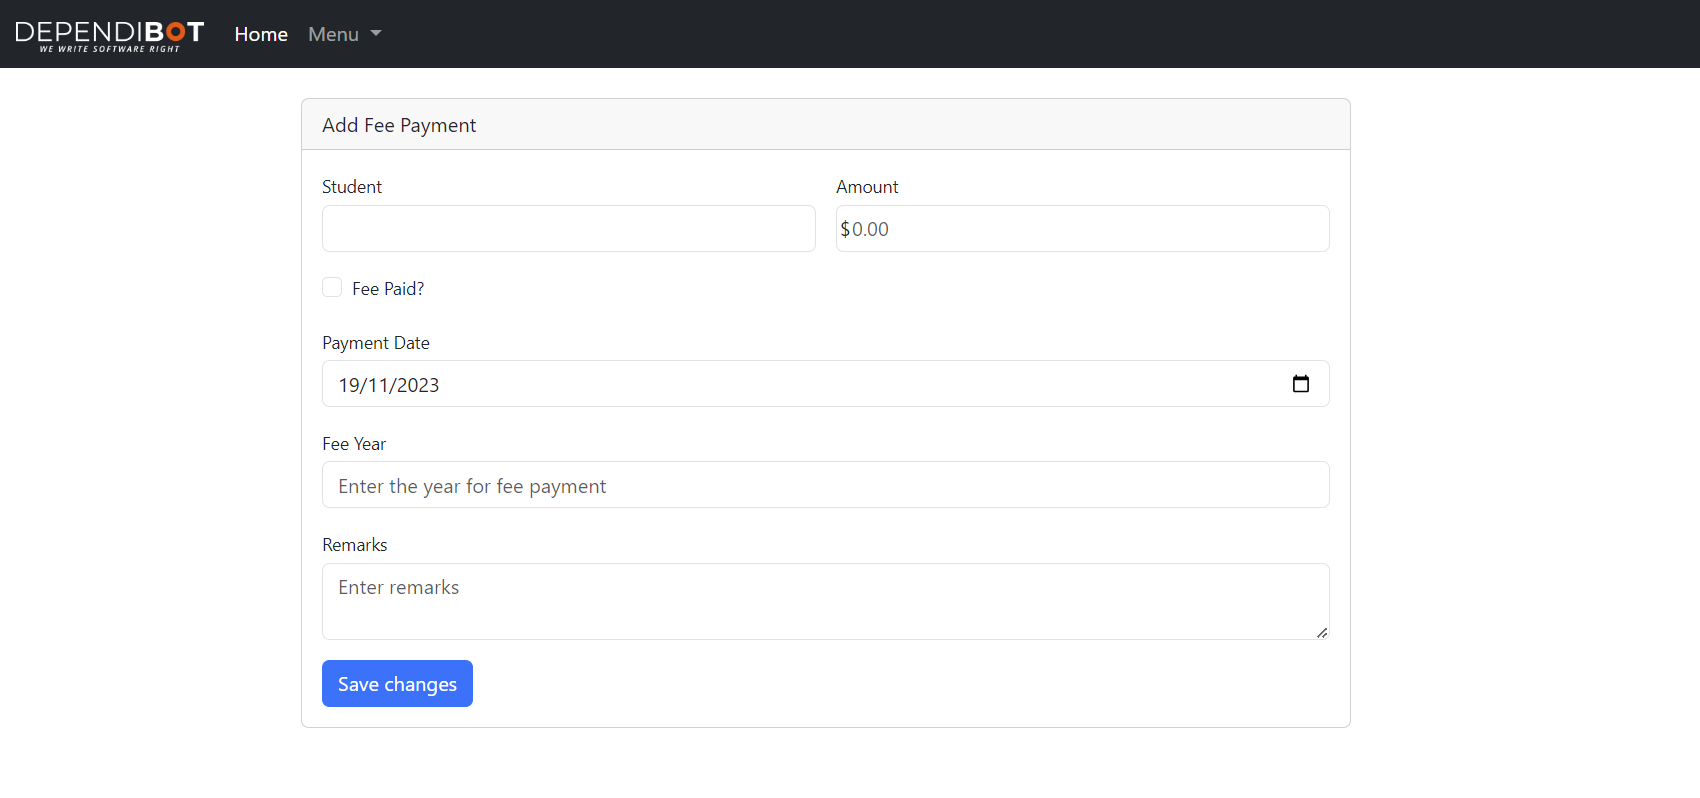 DEPENDIBOT Home Menu
WE WRITE SOFTWARE RIGHT
Add Fee Payment
Student Amount
$0.00
Fee Paid?
Payment Date
19/11/2023
Fee Year
Enter the year for fee payment
Remarks
Enter remarks
Save changes